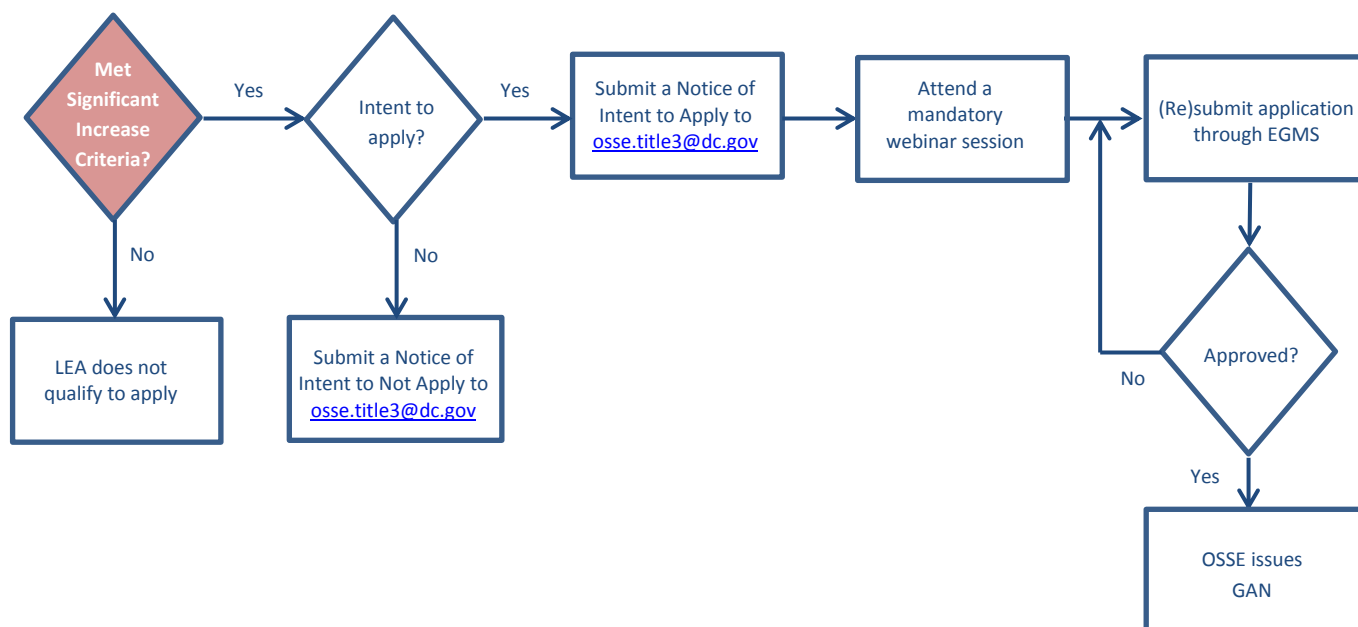 Met
Significant
Increase
Criteria?
Yes
Intent to
apply?
Yes
Submit a Notice of
Intent to Apply to
osse.title3@dc.gov
Attend a
mandatory
webinar session
(Re)submit application
through EGMS
No
LEA does not
qualify to apply
No
Submit a Notice of
Intent to Not Apply to
osse.title3@dc.gov
Approved?
No
Yes
OSSE issues
GAN